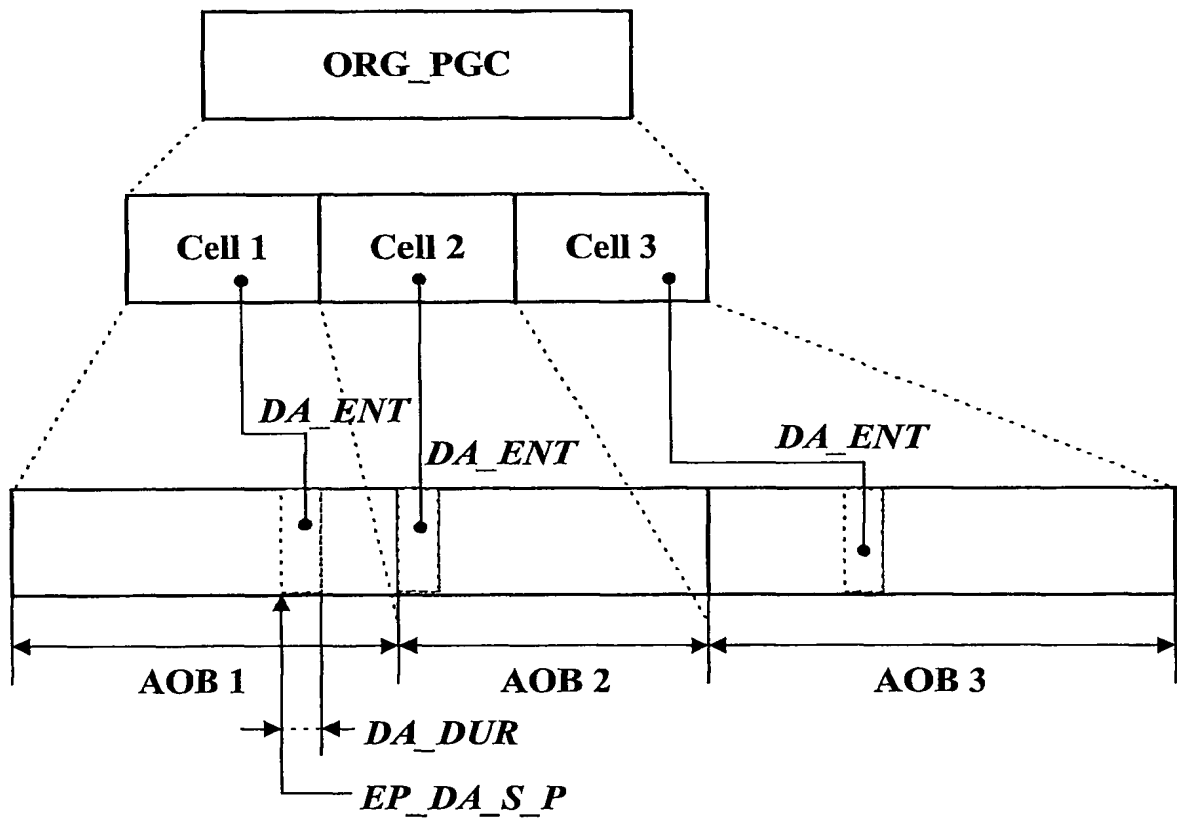 ORG_PGC
Cell 1
Cell 2
Cell 3
DA_ENT
DA_ENT
DA_ENT
AOB 1
AOB 2
AOB 3
DA_DUR
EP_DA_S_P